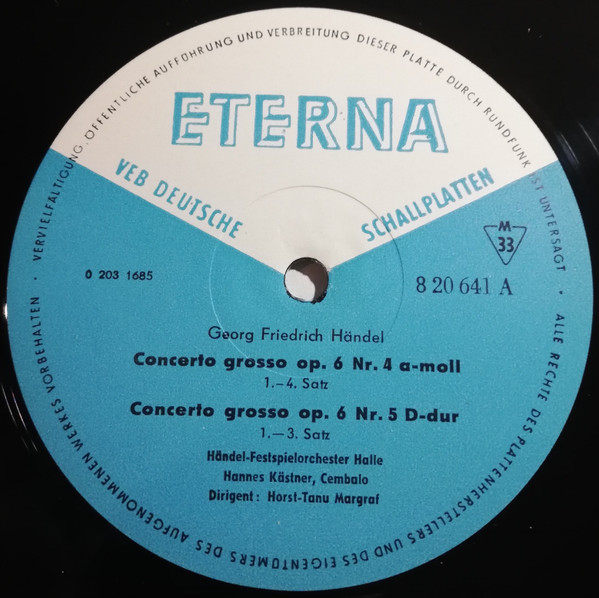 ETERNA
VEB DEUTSCHE SCHALLPLATTEN
M
33
0 203 1685
8 20 641 A
Georg Friedrich Händel
Concerto grosso op. 6 Nr. 4 a-moll
1.–4. Satz
Concerto grosso op. 6 Nr. 5 D-dur
1.–3. Satz
Händel-Festspielorchester Halle
Hannes Kästner, Cembalo
Dirigent: Horst-Tanu Margraf
ALLE RECHTE DES PLATTENHERSTELLERS UND DES EIGENTÜMERS DES AUFGENOMMENEN WERKES VORBEHALTEN · VERVIELFÄLTIGUNG, ÖFFENTLICHE AUFFÜHRUNG UND VERBREITUNG DIESER PLATTE DURCH RUNDFUNK IST UNTERSAGT ·